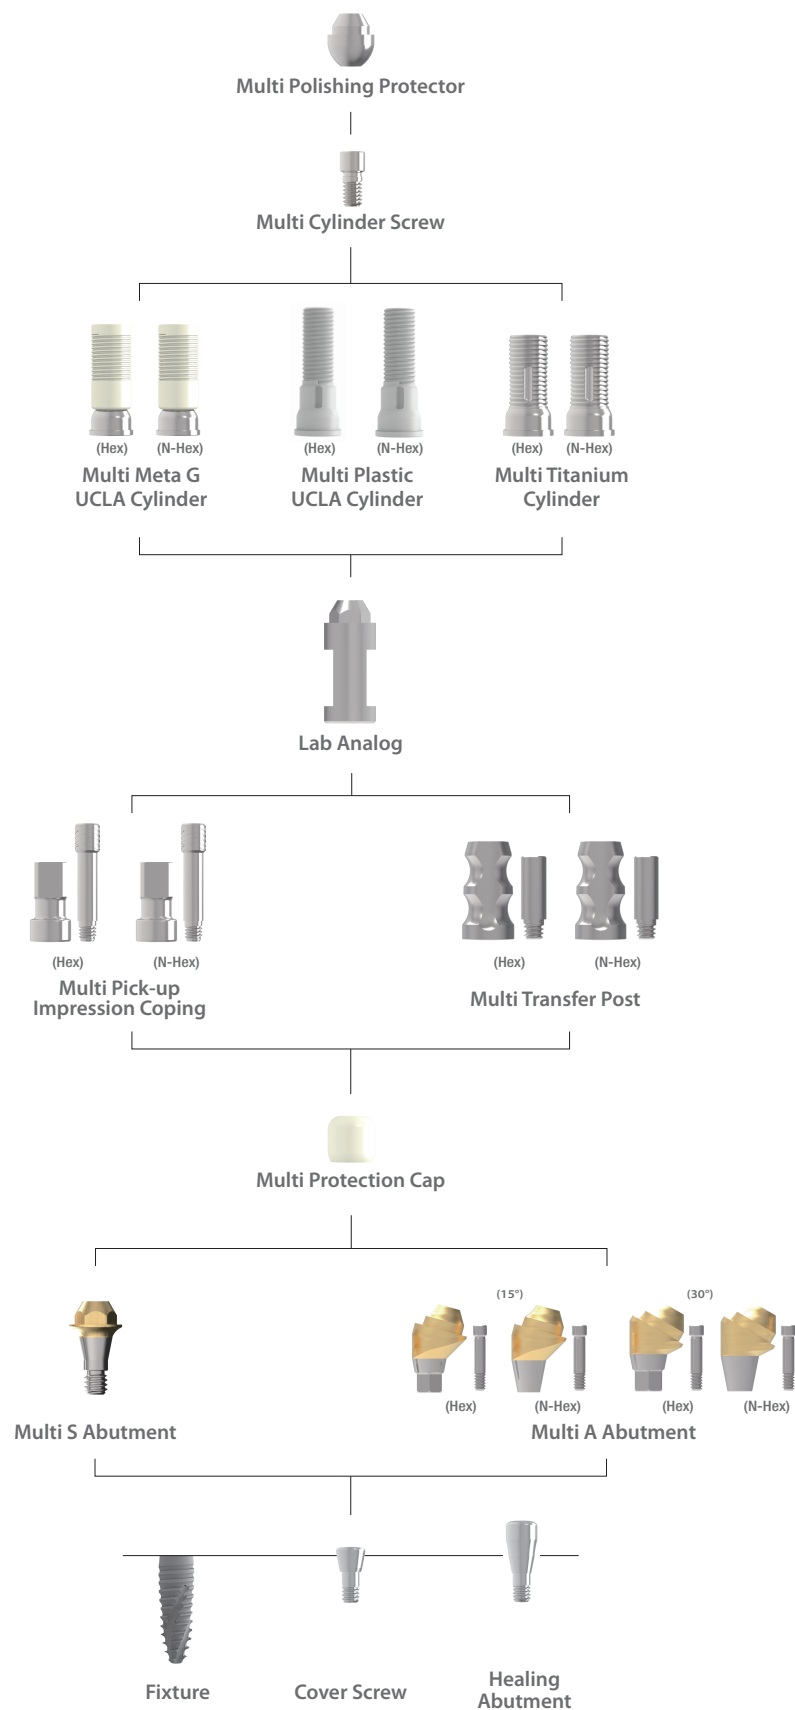 Multi Polishing Protector
Multi Cylinder Screw
(Hex) (N-Hex) (Hex) (N-Hex) (Hex) (N-Hex)
Multi Meta G
UCLA Cylinder
Multi Plastic
UCLA Cylinder
Multi Titanium
Cylinder
Lab Analog
(Hex) (N-Hex) (Hex) (N-Hex)
Multi Pick-up
Impression Coping
Multi Transfer Post
Multi Protection Cap
(15°) (30°)
(Hex) (N-Hex) (Hex) (N-Hex)
Multi S Abutment
Multi A Abutment
Fixture
Cover Screw
Healing
Abutment